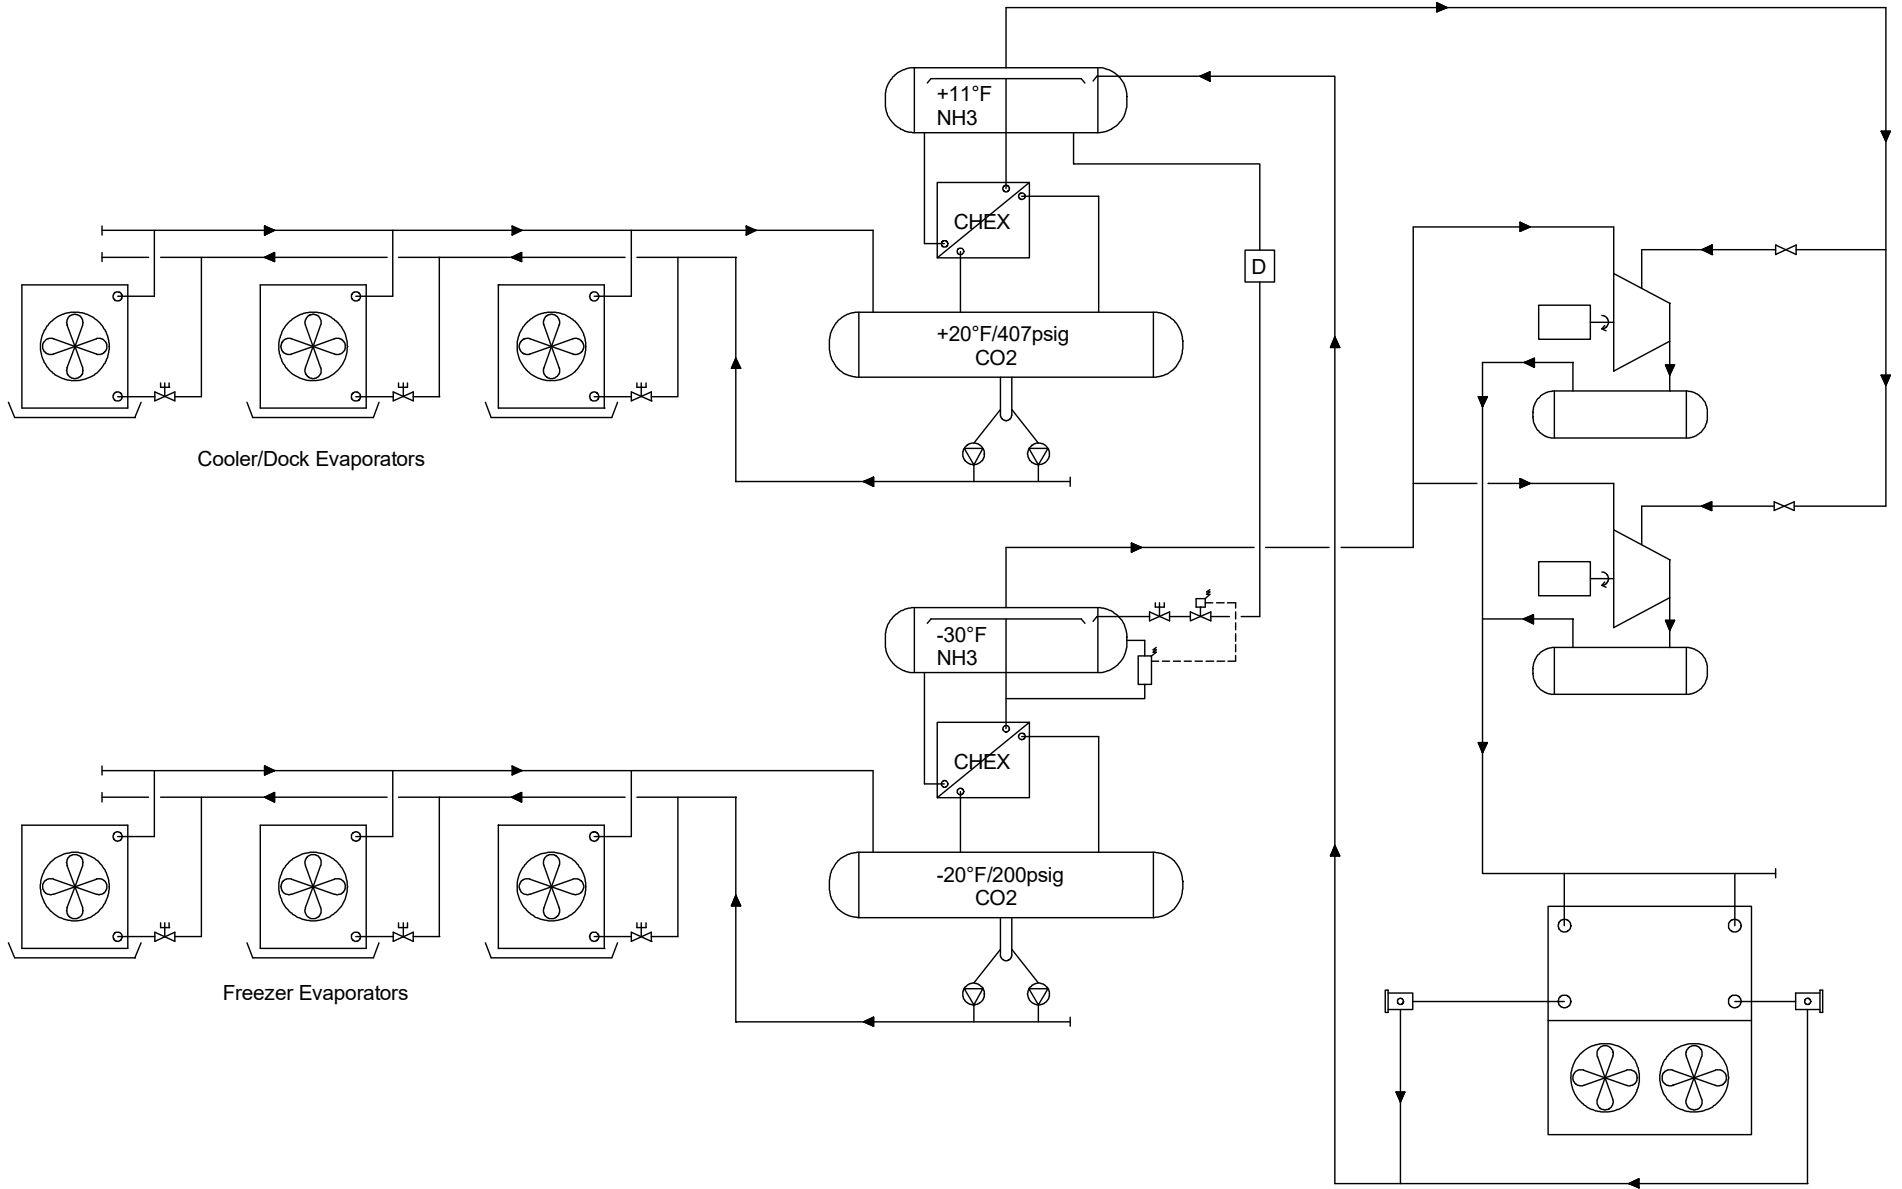 +11°F
NH3
CHEX
D
+20°F/407psig
CO2
Cooler/Dock Evaporators
-30°F
NH3
CHEX
-20°F/200psig
CO2
Freezer Evaporators